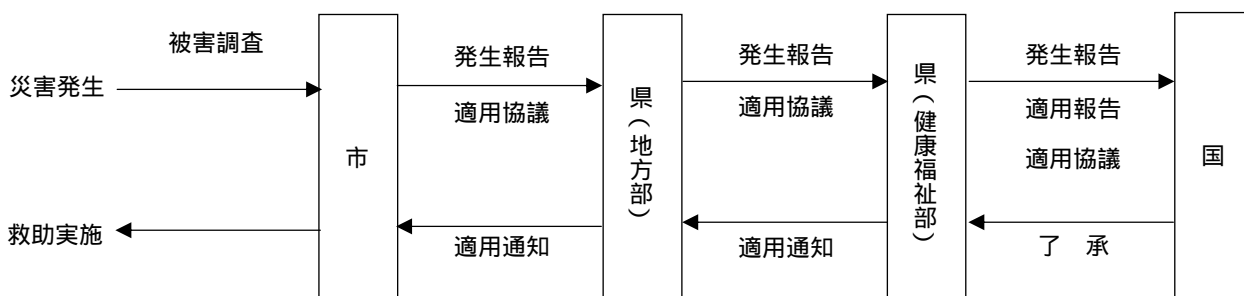 被害調査
災害発生
救助実施
市
発生報告
適用協議
適用通知
県（地方部）
発生報告
適用協議
適用通知
県（健康福祉部）
発生報告
適用報告
適用協議
了　承
国